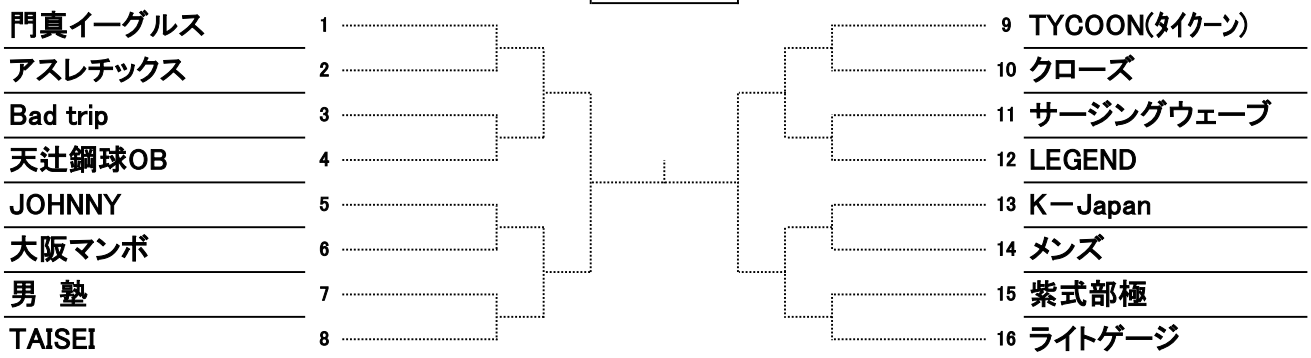 門真イーグルス 1
アスレチックス 2
Bad trip 3
天辻鋼球OB 4
JOHNNY 5
大阪マンボ 6
男　塾 7
TAISEI 8
9 TYCOON(ﾀｲｸｰﾝ)
10 クローズ
11 サージングウェーブ
12 LEGEND
13 KーJapan
14 メンズ
15 紫式部極
16 ライトゲージ